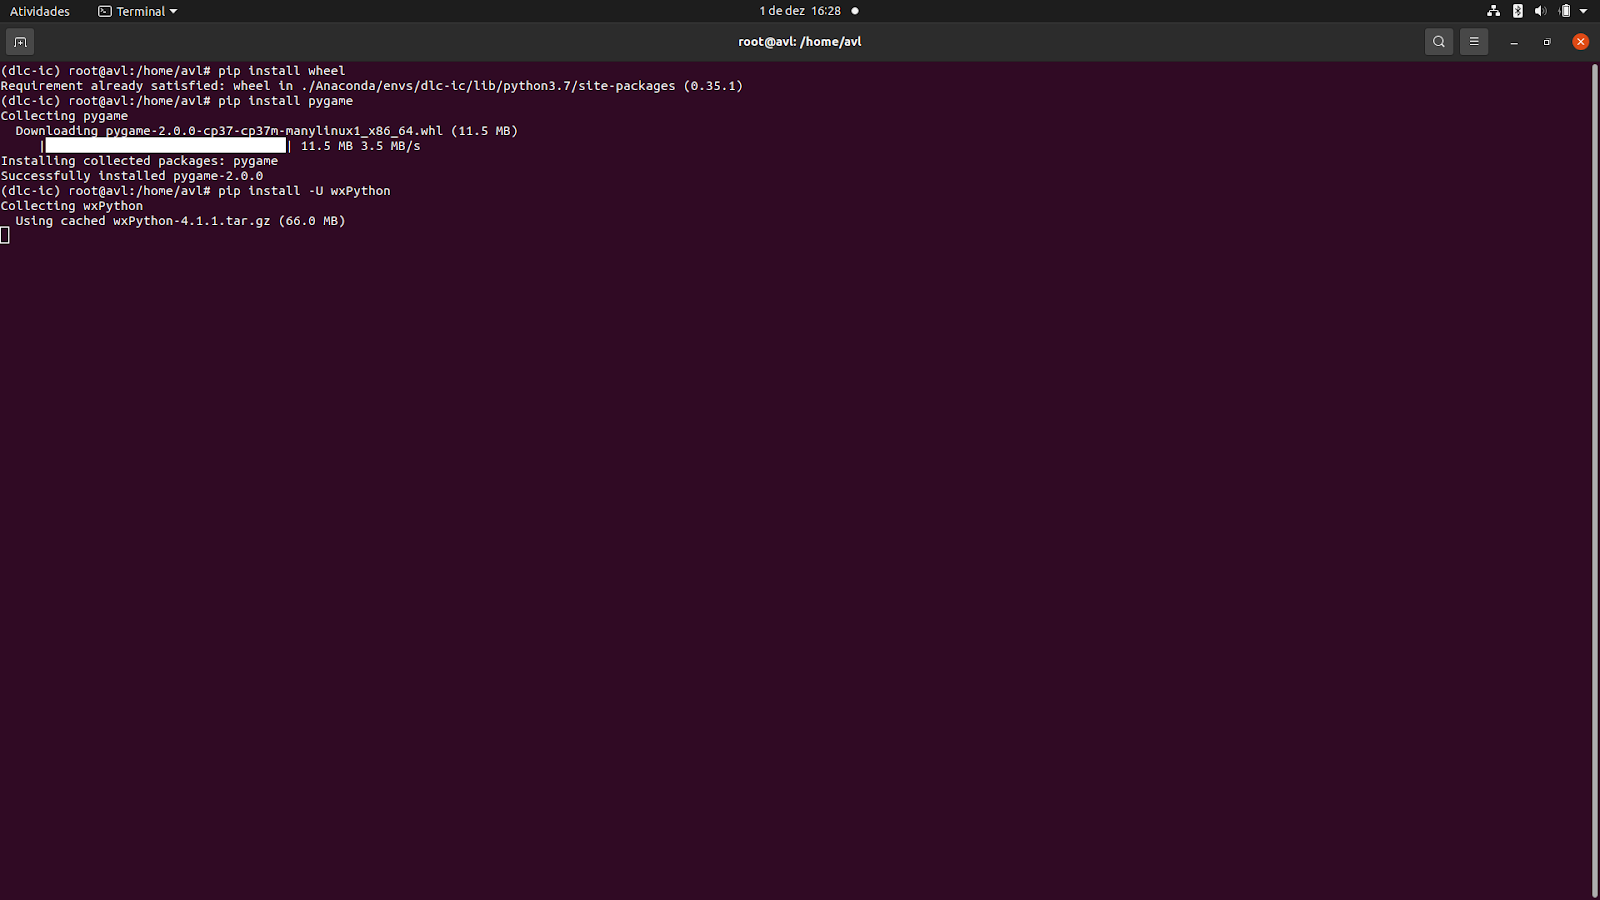 Atividades Terminal 1 de dez 16:28
root@avl: /home/avl
(dlc-ic) root@avl:/home/avl# pip install wheel
Requirement already satisfied: wheel in ./Anaconda/envs/dlc-ic/lib/python3.7/site-packages (0.35.1)
(dlc-ic) root@avl:/home/avl# pip install pygame
Collecting pygame
  Downloading pygame-2.0.0-cp37-cp37m-manylinux1_x86_64.whl (11.5 MB)
     |████████████████████████████████| 11.5 MB 3.5 MB/s
Installing collected packages: pygame
Successfully installed pygame-2.0.0
(dlc-ic) root@avl:/home/avl# pip install -U wxPython
Collecting wxPython
  Using cached wxPython-4.1.1.tar.gz (66.0 MB)